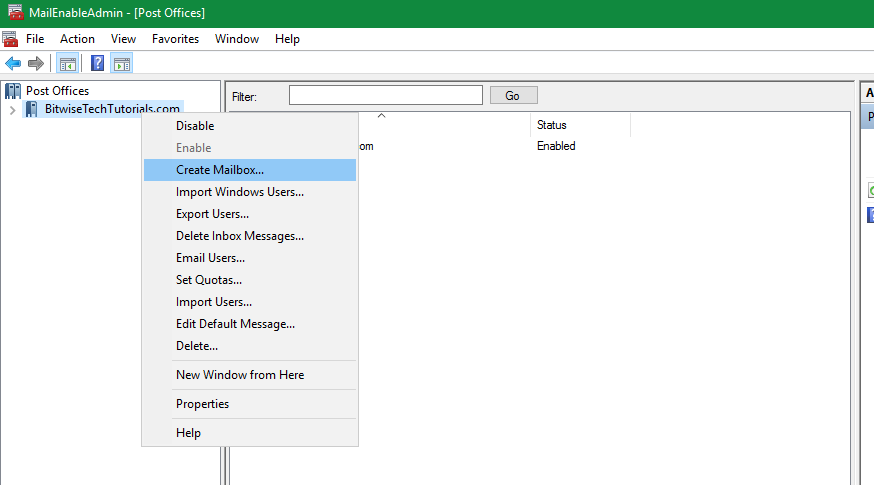 MailEnableAdmin - [Post Offices]
File Action View Favorites Window Help
Post Offices
BitwiseTechTutorials.com
Filter:
Go
Status
om
Enabled
Disable
Enable
Create Mailbox...
Import Windows Users...
Export Users...
Delete Inbox Messages...
Email Users...
Set Quotas...
Import Users...
Edit Default Message...
Delete...
New Window from Here
Properties
Help
A
P